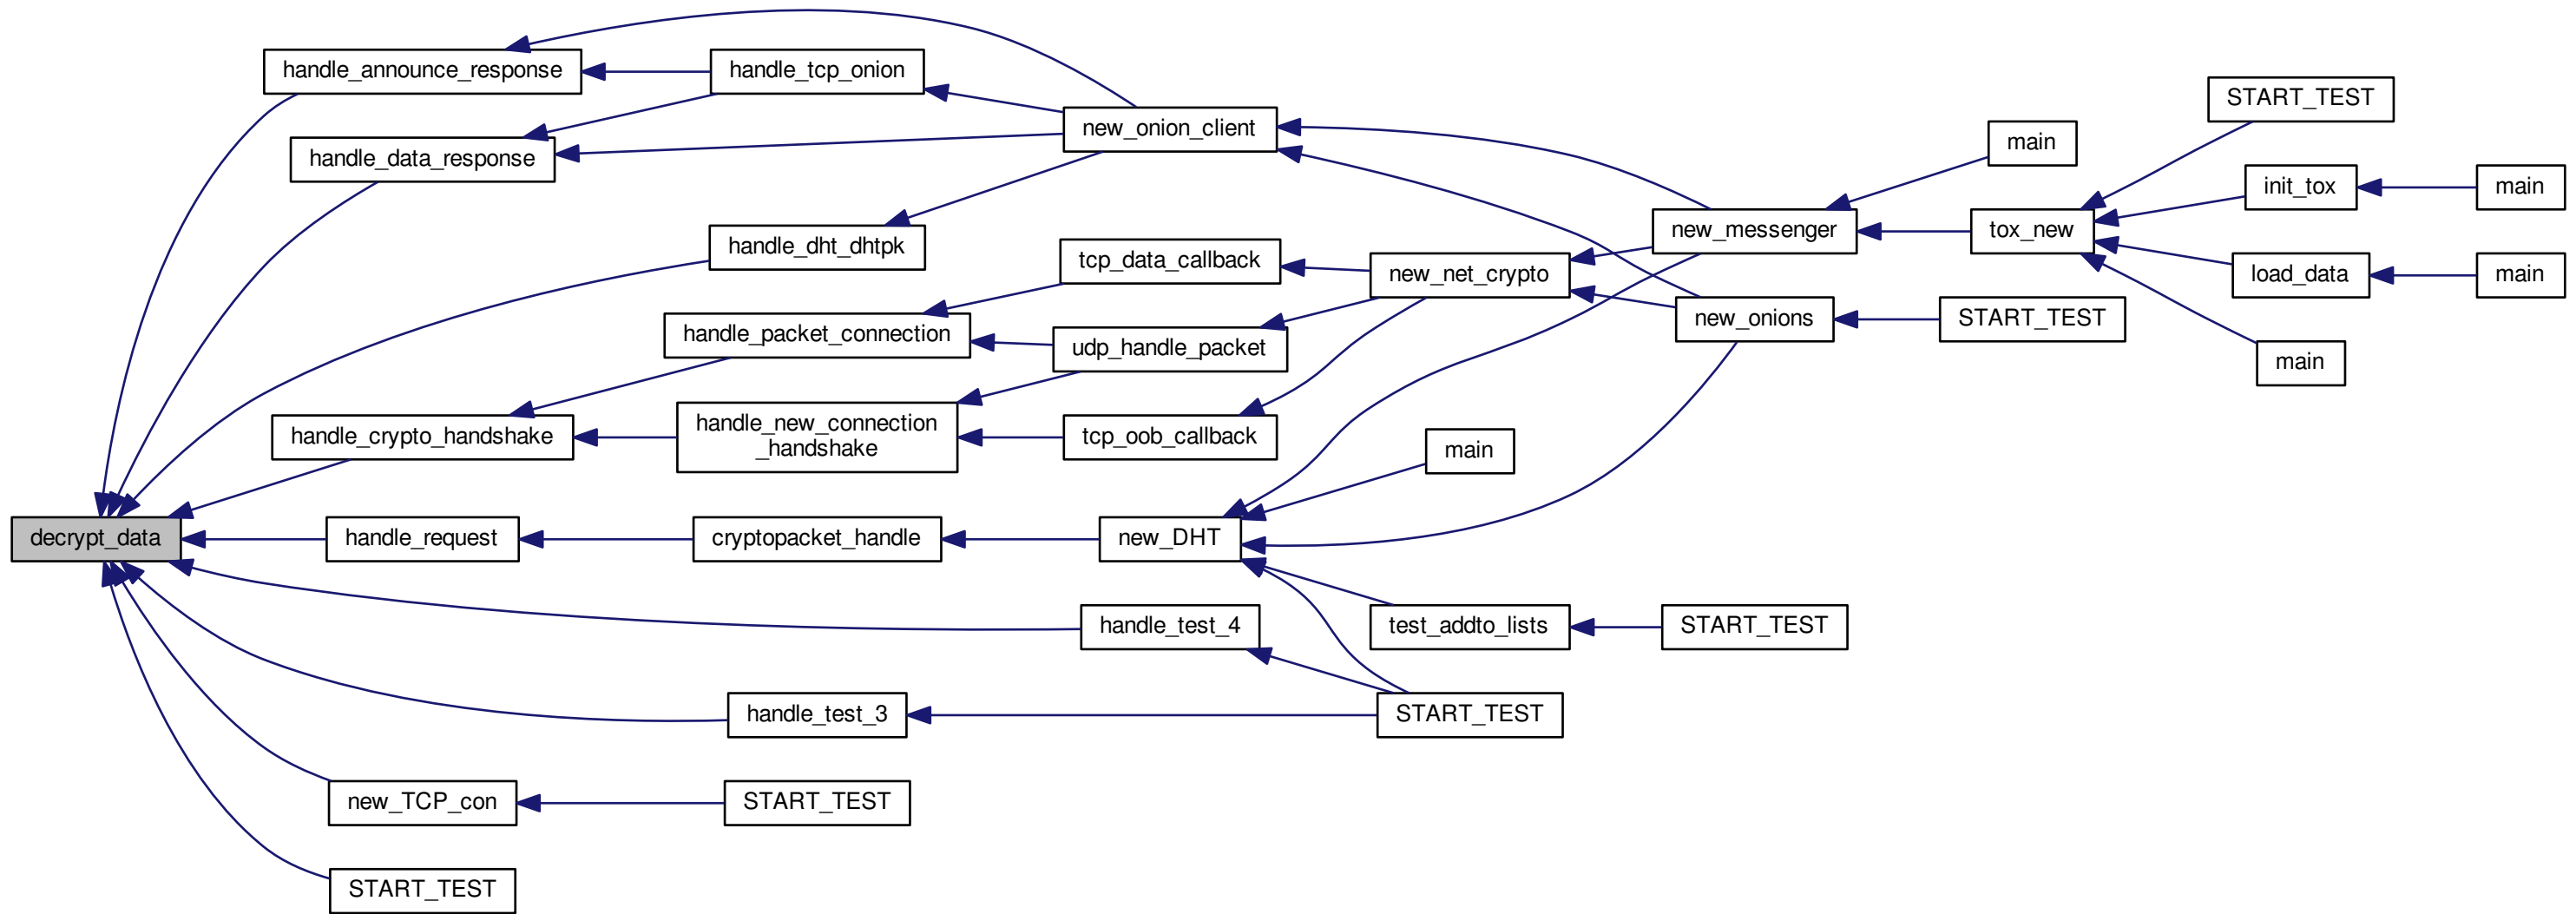 handle_announce_response
handle_tcp_onion
START_TEST
new_onion_client
main
handle_data_response
init_tox
main
handle_dht_dhtpk
new_messenger
tox_new
tcp_data_callback
new_net_crypto
load_data
main
handle_packet_connection
udp_handle_packet
new_onions
START_TEST
main
handle_crypto_handshake
handle_new_connection
_handshake
tcp_oob_callback
main
decrypt_data
handle_request
cryptopacket_handle
new_DHT
handle_test_4
test_addto_lists
START_TEST
handle_test_3
START_TEST
new_TCP_con
START_TEST
START_TEST